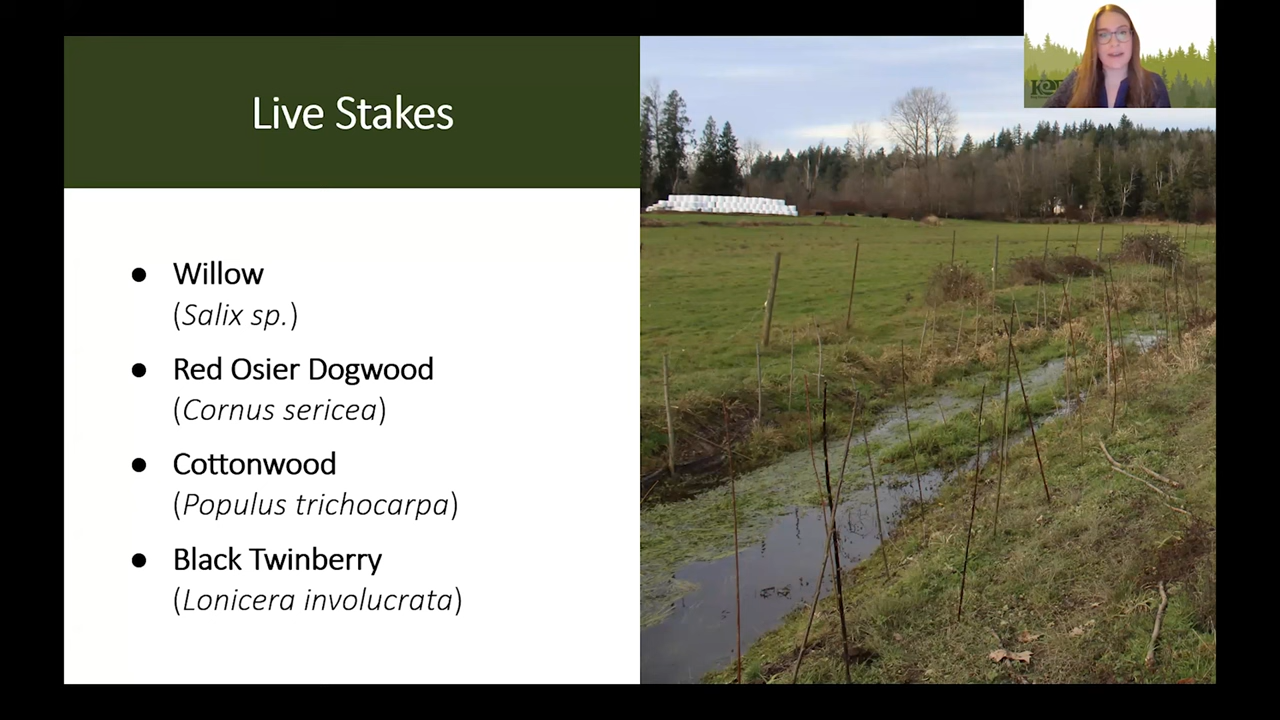 Live Stakes
● Willow
(Salix sp.)
● Red Osier Dogwood
(Cornus sericea)
● Cottonwood
(Populus trichocarpa)
● Black Twinberry
(Lonicera involucrata)